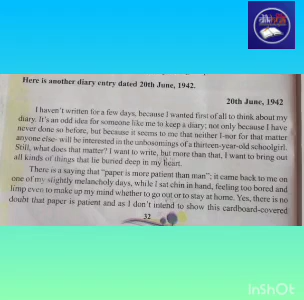 Here is another diary entry dated 20th June, 1942.
20th June, 1942
I haven't written for a few days, because I wanted first of all to think about my
diary. It's an odd idea for someone like me to keep a diary; not only because I have
never done so before, but because it seems to me that neither I-nor for that matter
anyone else- will be interested in the unbosomings of a thirteen-year-old schoolgirl.
Still, what does that matter? I want to write, but more than that, I want to bring out
all kinds of things that lie buried deep in my heart.
There is a saying that "paper is more patient than man"; it came back to me on
one of my slightly melancholy days, while I sat chin in hand, feeling too bored and
limp even to make up my mind whether to go out or to stay at home. Yes, there is no
doubt that paper is patient and as I don't intend to show this cardboard-covered
32
InShOt